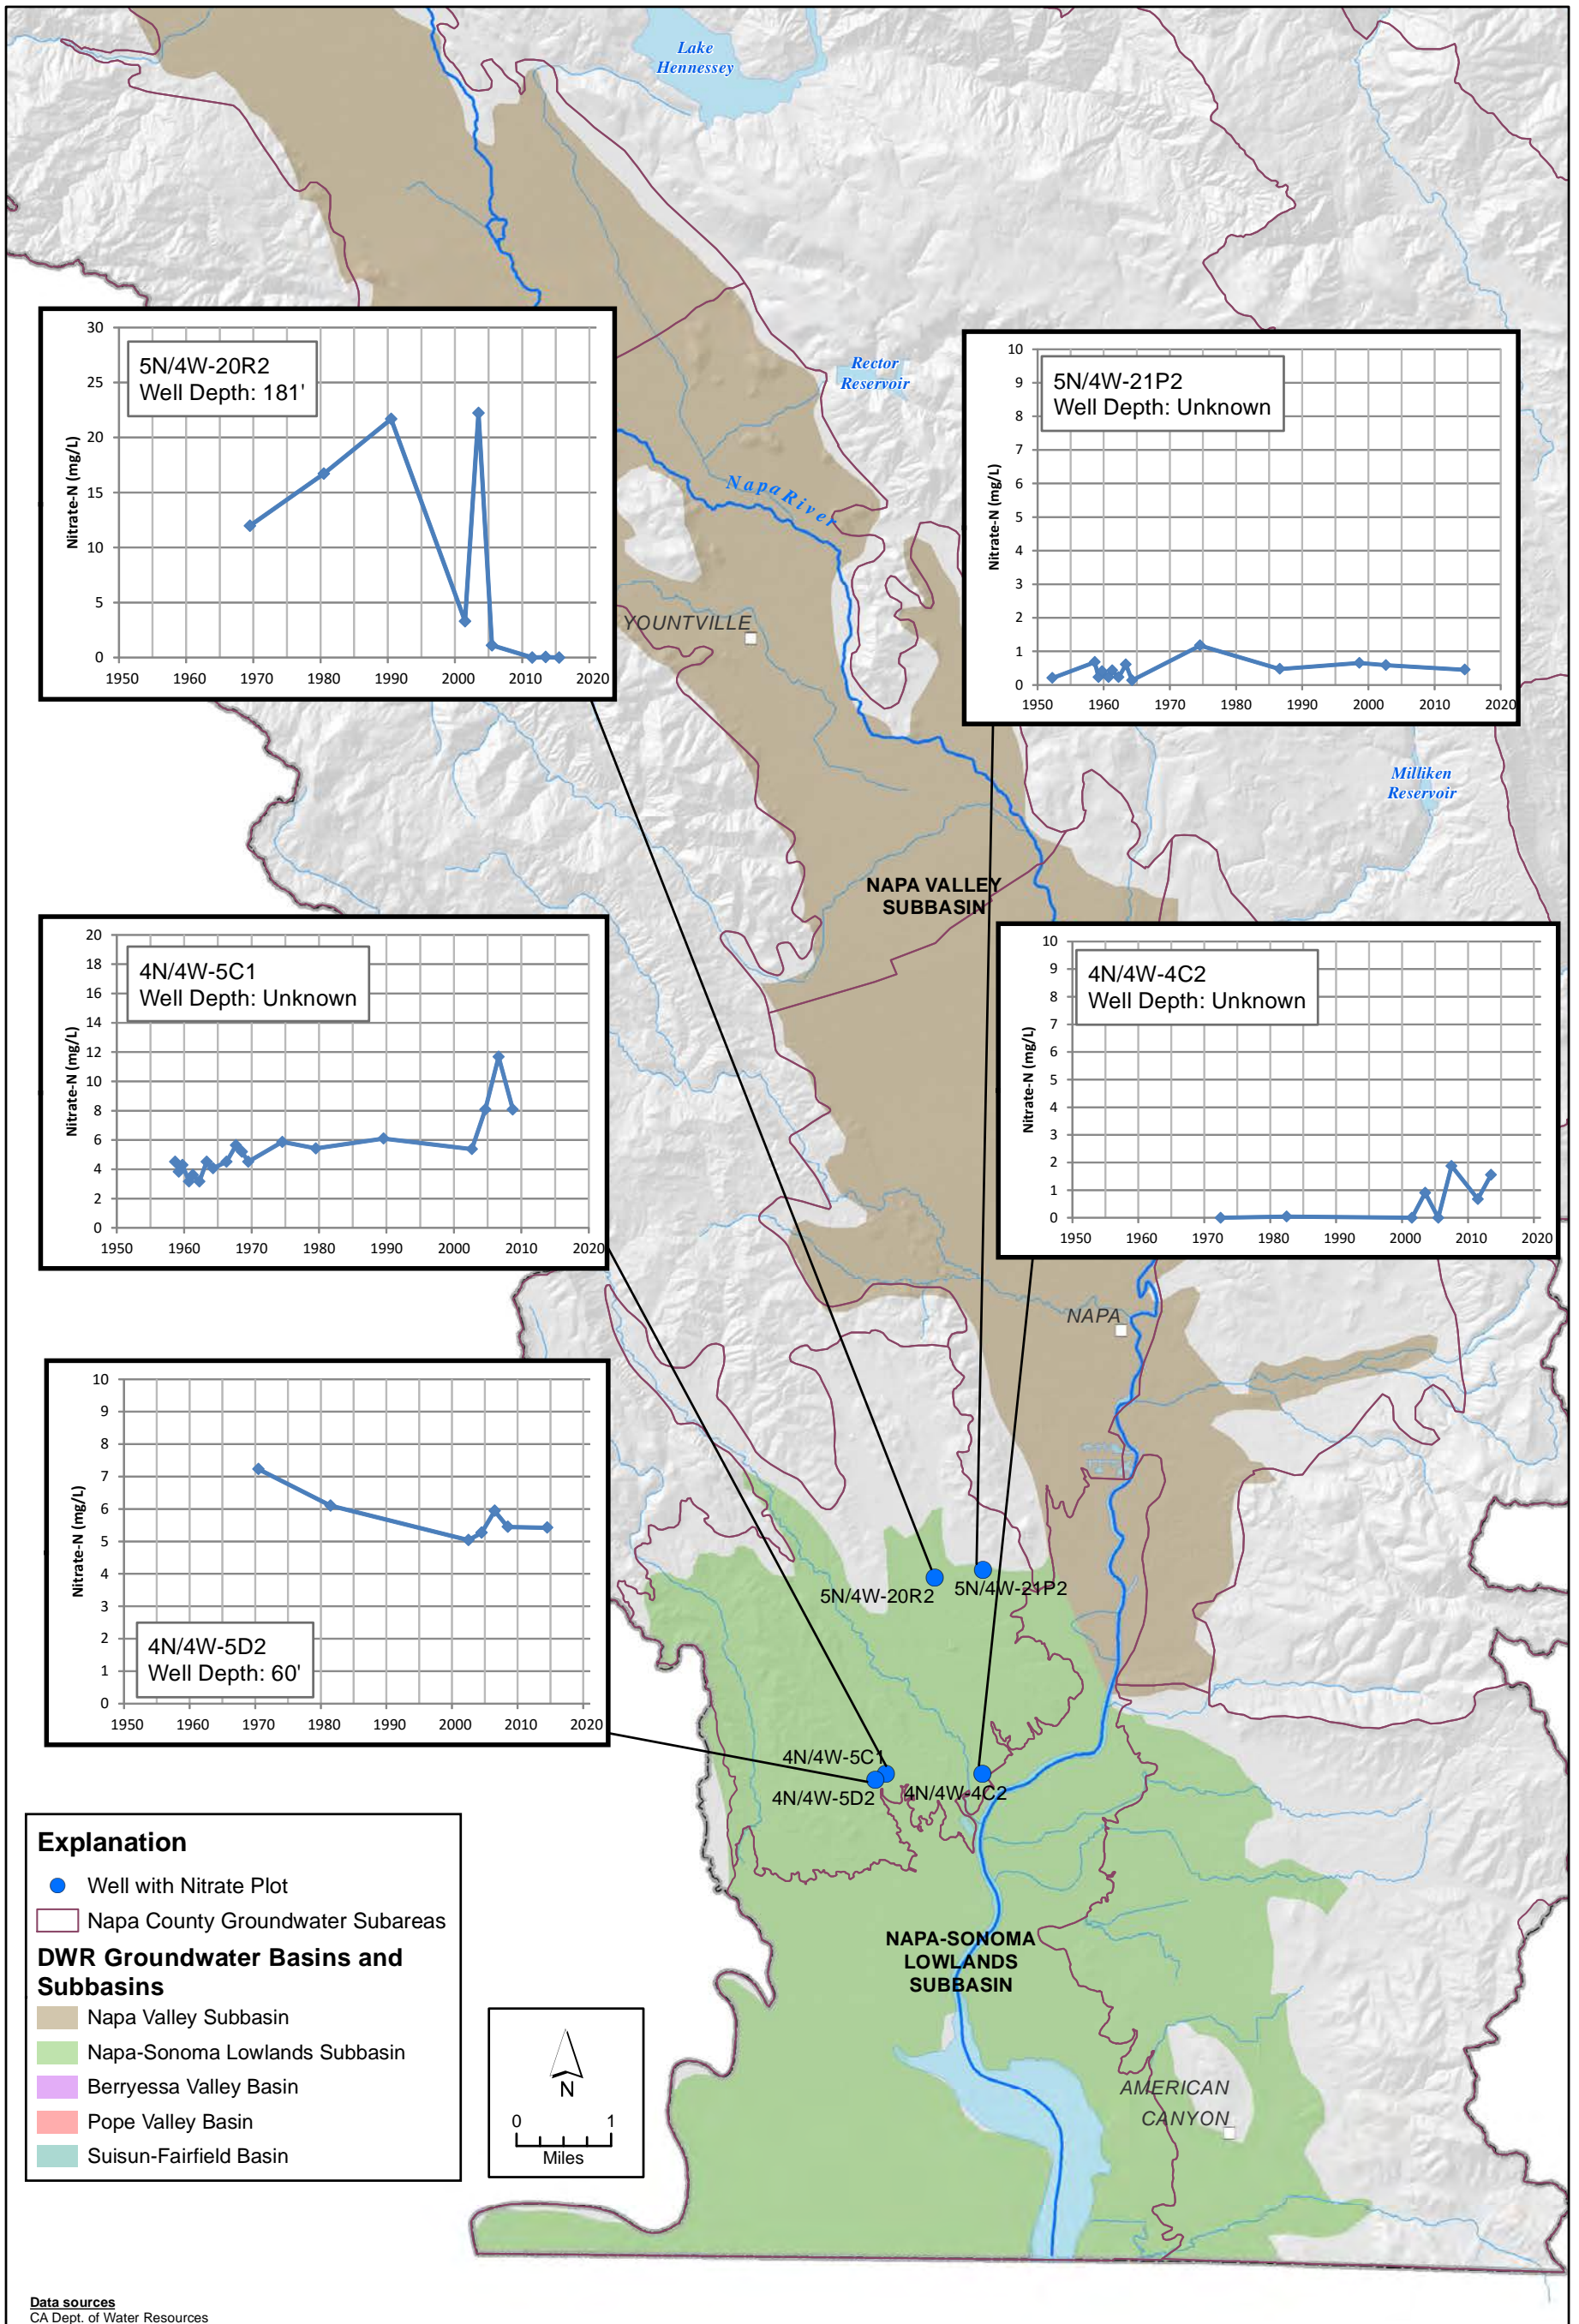 Lake
Hennessey
30
25
20
15
10
5
0
Nitrate-N (mg/L)
5N/4W-20R2
Well Depth: 181'
1950 1960 1970 1980 1990 2000 2010 2020
Rector
Reservoir
10
9
8
7
6
5
4
3
2
1
0
Nitrate-N (mg/L)
5N/4W-21P2
Well Depth: Unknown
1950 1960 1970 1980 1990 2000 2010 2020
Napa River
YOUNTVILLE
Milliken
Reservoir
NAPA VALLEY
SUBBASIN
20
18
16
14
12
10
8
6
4
2
0
Nitrate-N (mg/L)
4N/4W-5C1
Well Depth: Unknown
1950 1960 1970 1980 1990 2000 2010 2020
10
9
8
7
6
5
4
3
2
1
0
Nitrate-N (mg/L)
4N/4W-4C2
Well Depth: Unknown
1950 1960 1970 1980 1990 2000 2010 2020
NAPA
10
9
8
7
6
5
4
3
2
1
0
Nitrate-N (mg/L)
4N/4W-5D2
Well Depth: 60'
1950 1960 1970 1980 1990 2000 2010 2020
5N/4W-20R2
5N/4W-21P2
4N/4W-5C1
4N/4W-5D2
4N/4W-4C2
NAPA-SONOMA
LOWLANDS
SUBBASIN
AMERICAN
CANYON
Explanation
Well with Nitrate Plot
Napa County Groundwater Subareas
DWR Groundwater Basins and
Subbasins
Napa Valley Subbasin
Napa-Sonoma Lowlands Subbasin
Berryessa Valley Basin
Pope Valley Basin
Suisun-Fairfield Basin
N
0 1
Miles
Data sources
CA Dept. of Water Resources